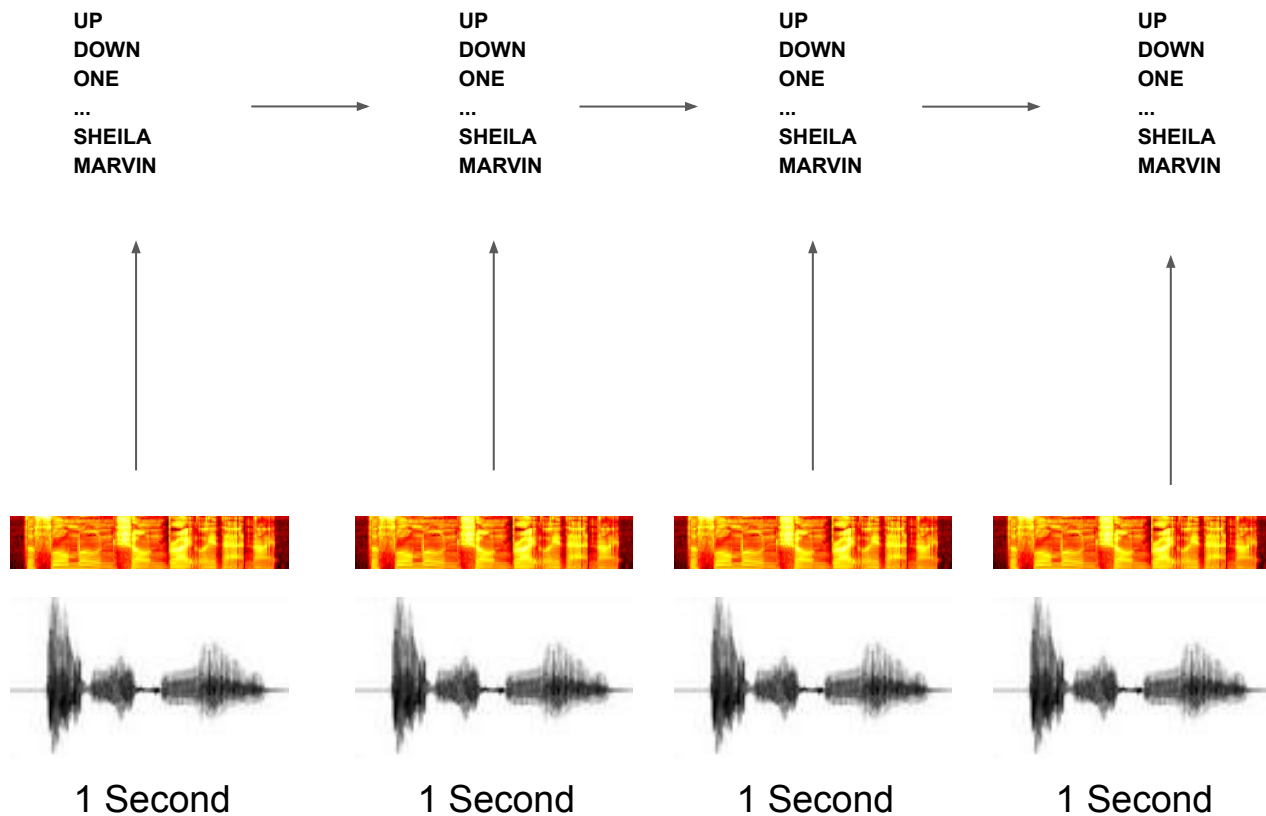 UP
DOWN
ONE
...
SHEILA
MARVIN
UP
DOWN
ONE
...
SHEILA
MARVIN
UP
DOWN
ONE
...
SHEILA
MARVIN
UP
DOWN
ONE
...
SHEILA
MARVIN
1 Second
1 Second
1 Second
1 Second